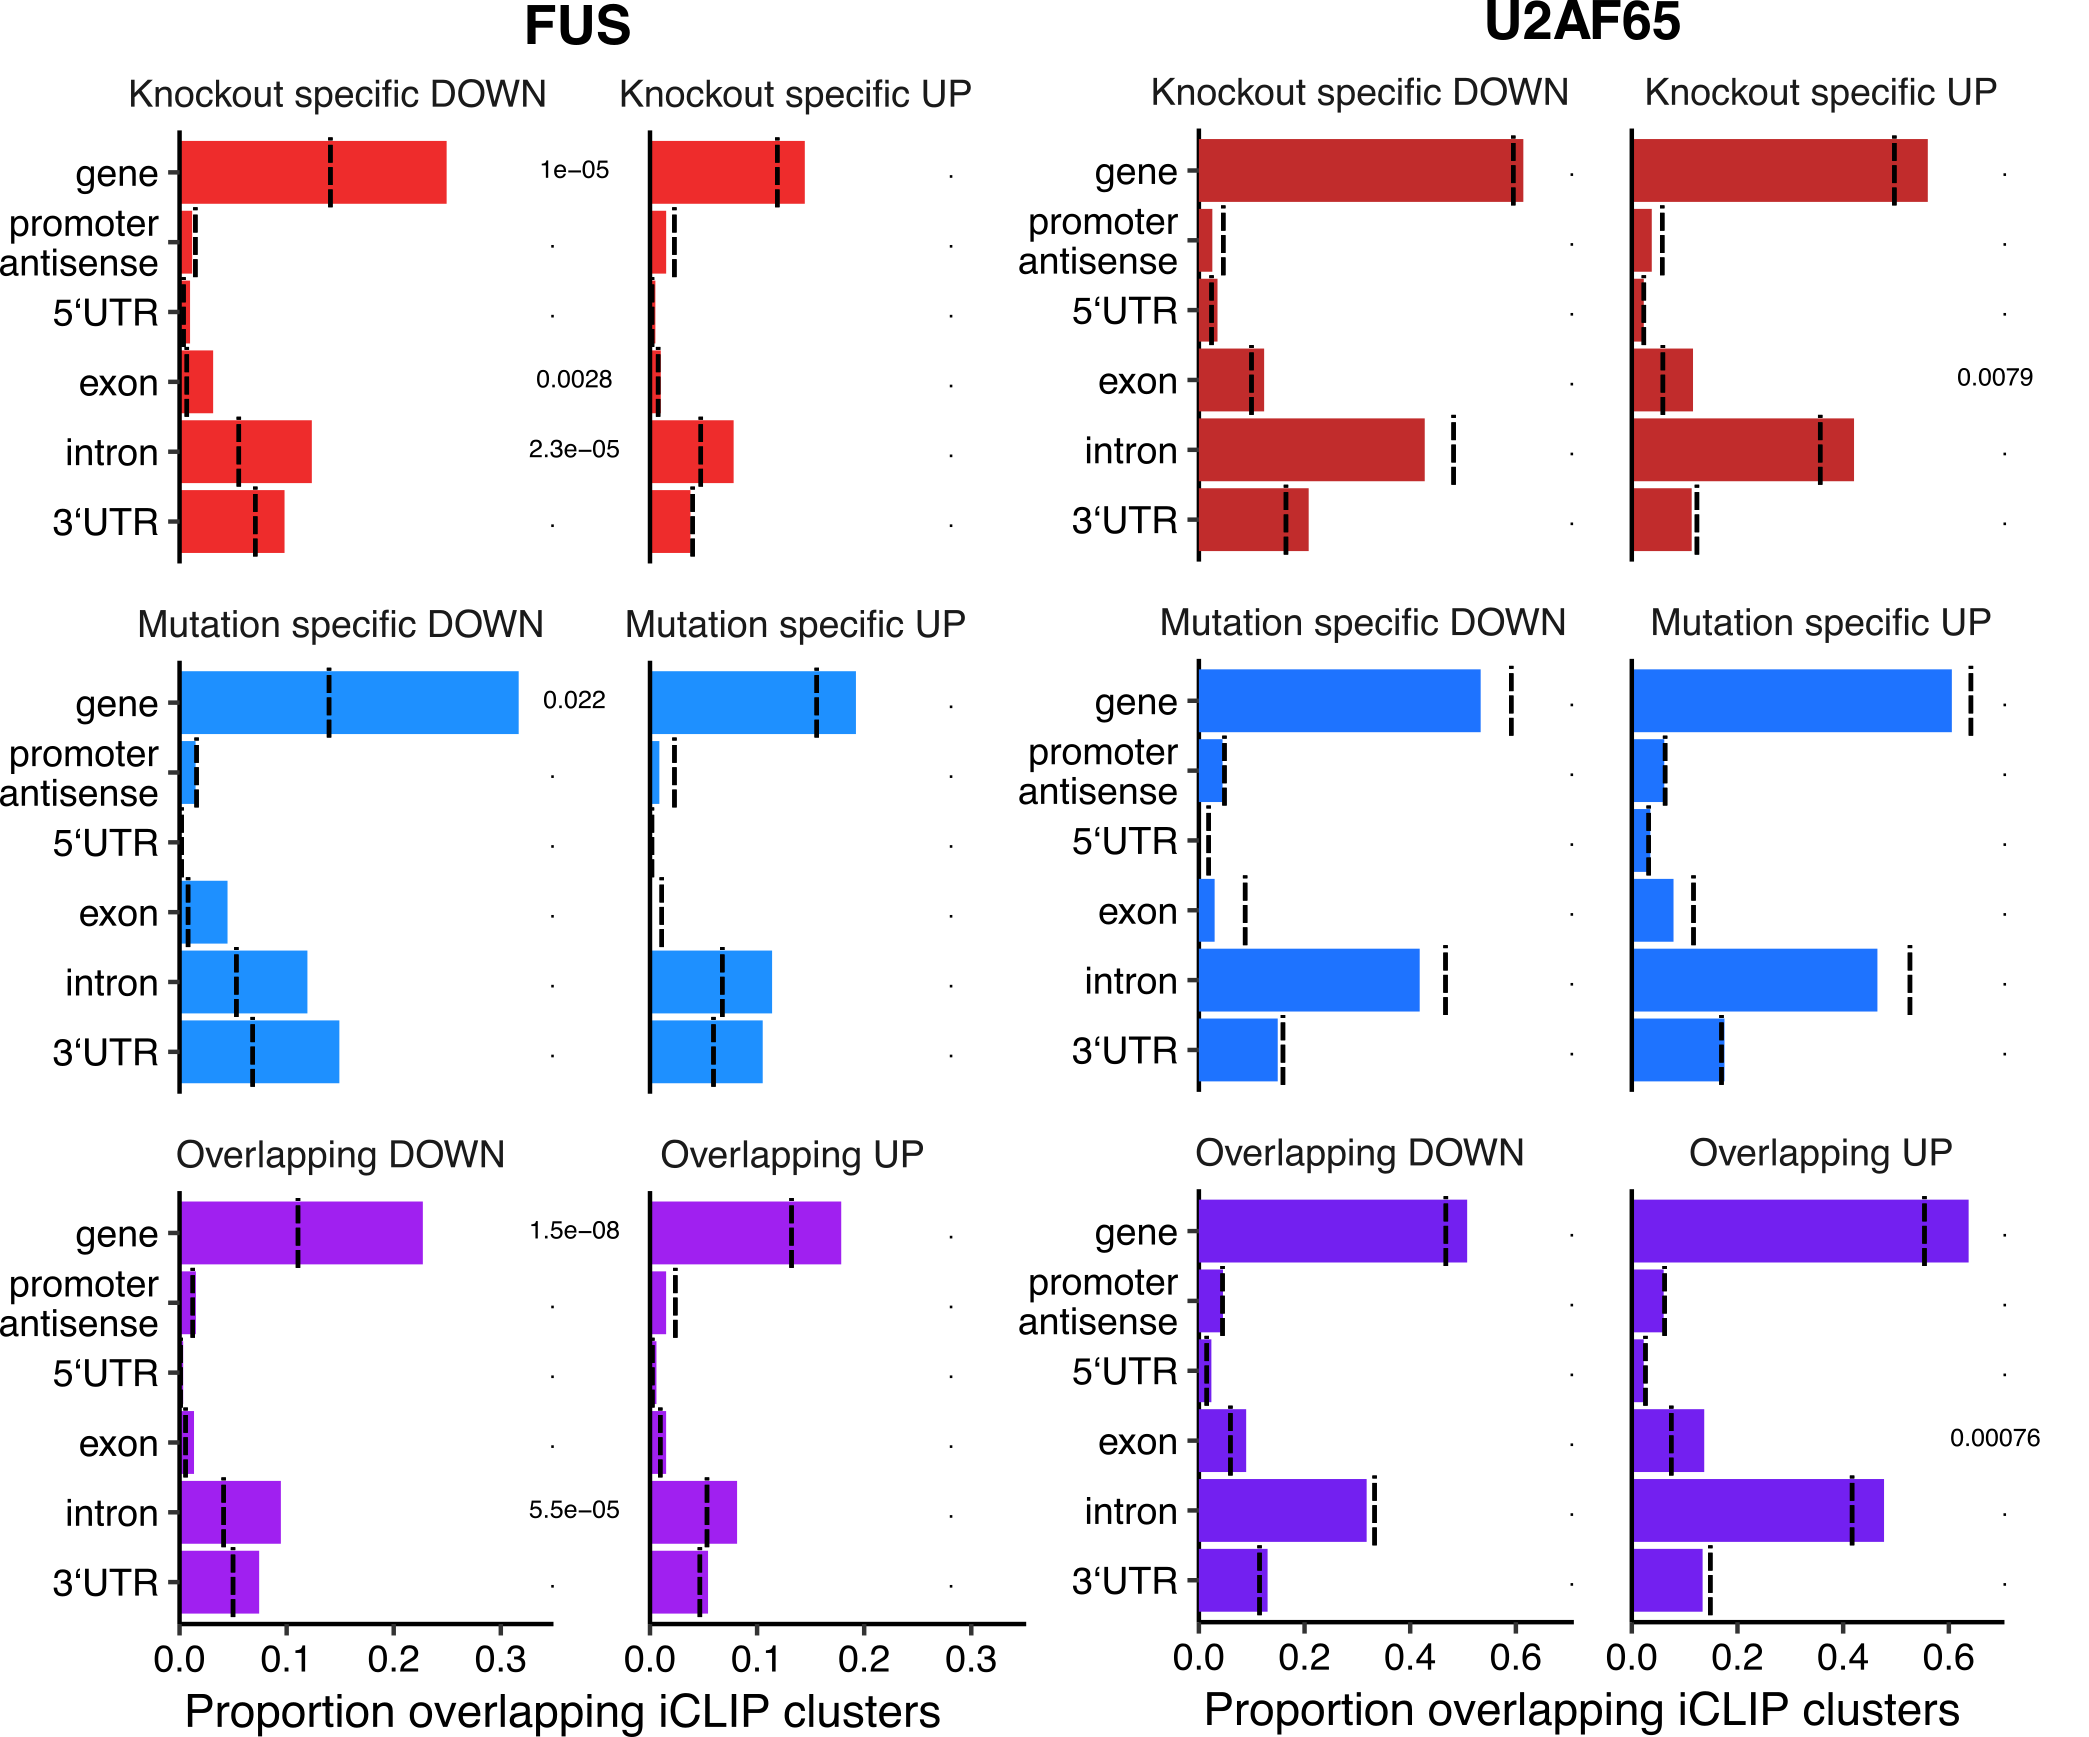 FUS
U2AF65
Knockout specific DOWN
Knockout specific UP
Knockout specific DOWN
Knockout specific UP
gene
1e−05
.
gene
.
.
promoter
antisense
.
.
promoter
antisense
.
.
5‘UTR
.
.
5‘UTR
.
.
exon
0.0028
.
exon
.
0.0079
intron
2.3e−05
.
intron
.
.
3‘UTR
.
.
3‘UTR
.
.
Mutation specific DOWN
Mutation specific UP
Mutation specific DOWN
Mutation specific UP
gene
0.022
.
gene
.
.
promoter
antisense
.
.
promoter
antisense
.
.
5‘UTR
.
.
5‘UTR
.
.
exon
.
.
exon
.
.
intron
.
.
intron
.
.
3‘UTR
.
.
3‘UTR
.
.
Overlapping DOWN
Overlapping UP
Overlapping DOWN
Overlapping UP
gene
1.5e−08
.
gene
.
.
promoter
antisense
.
.
promoter
antisense
.
.
5‘UTR
.
.
5‘UTR
.
.
exon
.
.
exon
.
0.00076
intron
5.5e−05
.
intron
.
.
3‘UTR
.
.
3‘UTR
.
.
0.0 0.1 0.2 0.3
0.0 0.1 0.2 0.3
0.0 0.2 0.4 0.6
0.0 0.2 0.4 0.6
Proportion overlapping iCLIP clusters
Proportion overlapping iCLIP clusters